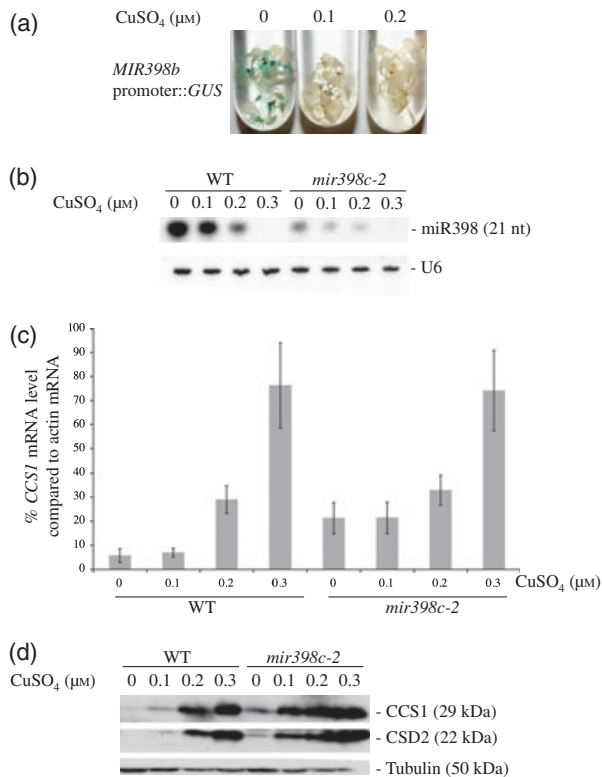 (a)
CuSO₄ (µM) 0 0.1 0.2
MIR398b
promoter::GUS
(b)
WT mir398c-2
CuSO₄ (µM) 0 0.1 0.2 0.3 0 0.1 0.2 0.3
- miR398 (21 nt)
- U6
(c)
% CCS1 mRNA level
compared to actin mRNA
100
90
80
70
60
50
40
30
20
10
0
0 0.1 0.2 0.3 0 0.1 0.2 0.3 CuSO₄ (µM)
WT mir398c-2
(d)
WT mir398c-2
CuSO₄ (µM) 0 0.1 0.2 0.3 0 0.1 0.2 0.3
- CCS1 (29 kDa)
- CSD2 (22 kDa)
- Tubulin (50 kDa)